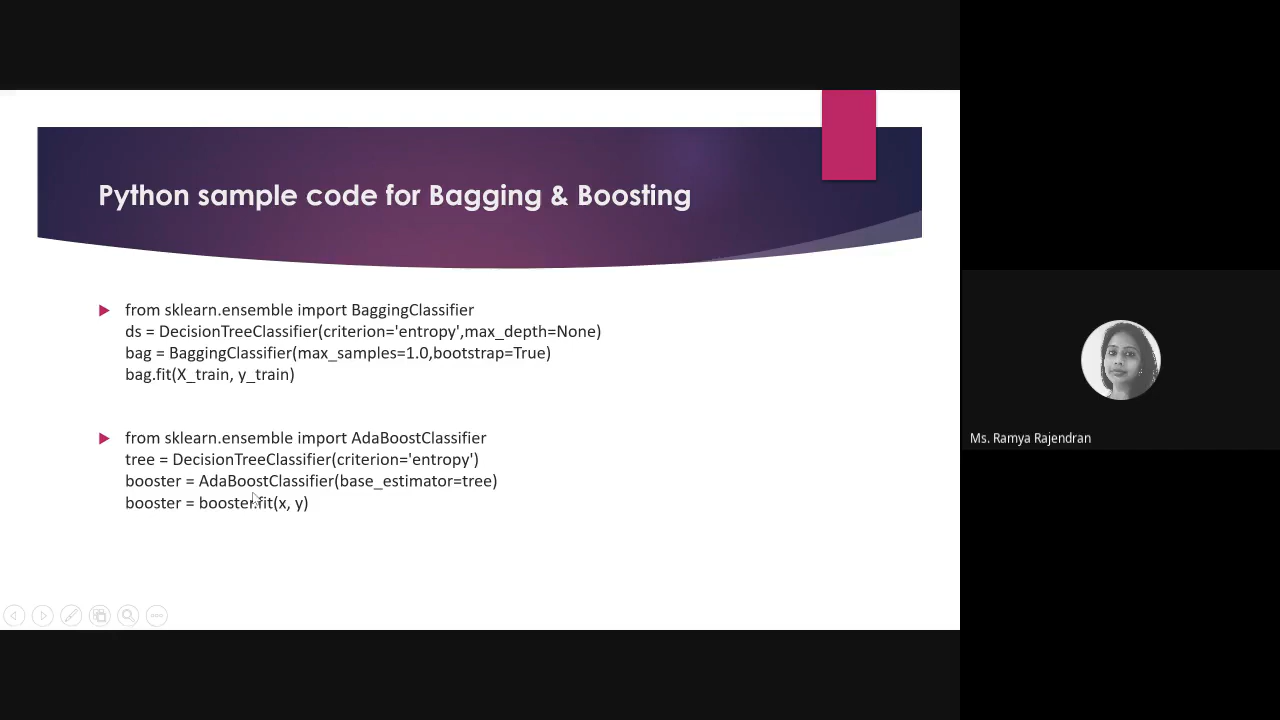 Python sample code for Bagging & Boosting
from sklearn.ensemble import BaggingClassifier
ds = DecisionTreeClassifier(criterion='entropy',max_depth=None)
bag = BaggingClassifier(max_samples=1.0,bootstrap=True)
bag.fit(X_train, y_train)
from sklearn.ensemble import AdaBoostClassifier
tree = DecisionTreeClassifier(criterion='entropy')
booster = AdaBoostClassifier(base_estimator=tree)
booster = booster.fit(x, y)
Ms. Ramya Rajendran